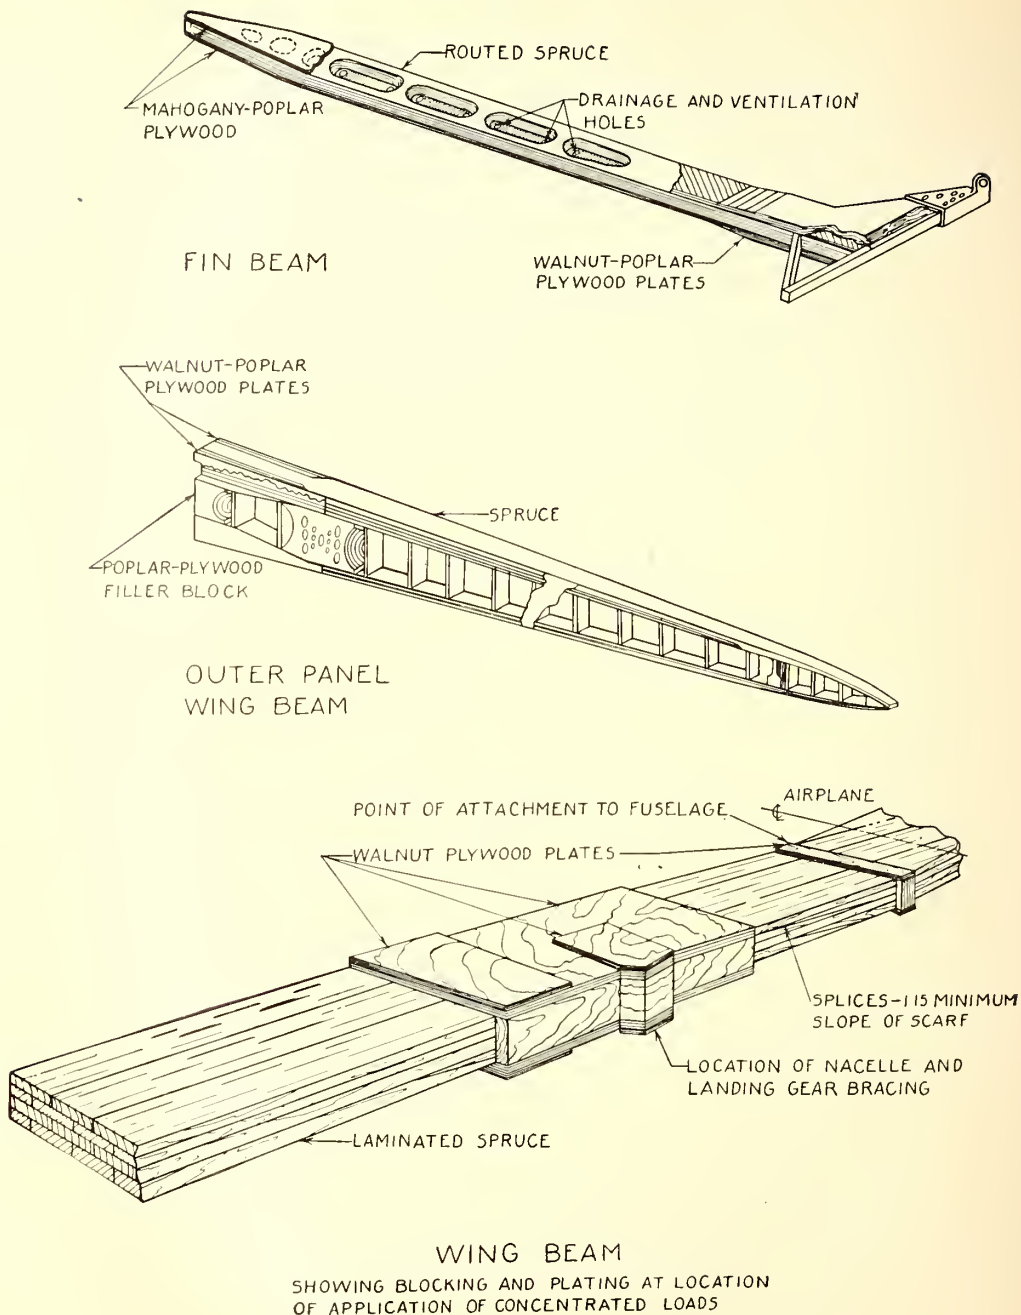 ROUTED SPRUCE
MAHOGANY-POPLAR
PLYWOOD
DRAINAGE AND VENTILATION
HOLES
FIN BEAM
WALNUT-POPLAR
PLYWOOD PLATES
WALNUT-POPLAR
PLYWOOD PLATES
SPRUCE
POPLAR-PLYWOOD
FILLER BLOCK
OUTER PANEL
WING BEAM
POINT OF ATTACHMENT TO FUSELAGE
℄ AIRPLANE
WALNUT PLYWOOD PLATES
SPLICES-1 15 MINIMUM
SLOPE OF SCARF
LOCATION OF NACELLE AND
LANDING GEAR BRACING
LAMINATED SPRUCE
WING BEAM
SHOWING BLOCKING AND PLATING AT LOCATION
OF APPLICATION OF CONCENTRATED LOADS